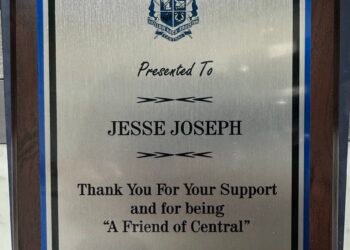 Presented To
JESSE JOSEPH
Thank You For Your Support
and for being
“A Friend of Central”